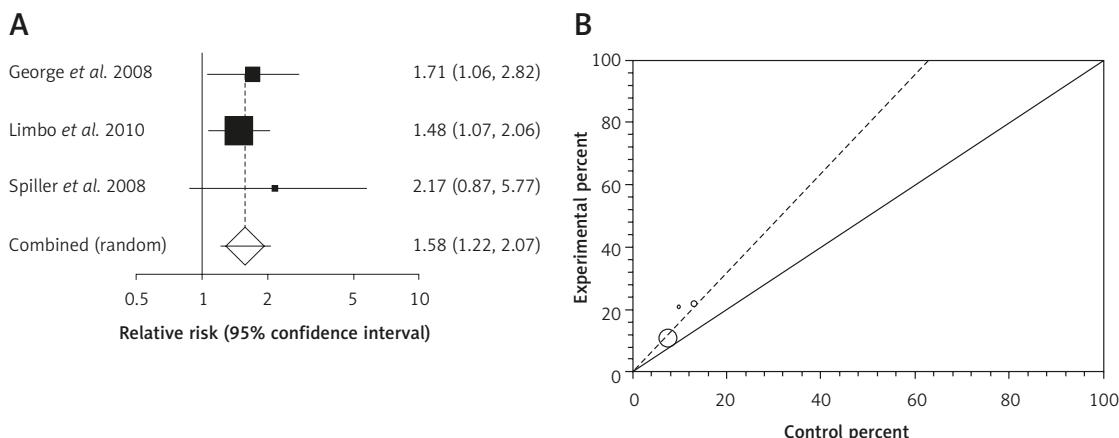 A
George et al. 2008 1.71 (1.06, 2.82)
Limbo et al. 2010 1.48 (1.07, 2.06)
Spiller et al. 2008 2.17 (0.87, 5.77)
Combined (random) 1.58 (1.22, 2.07)
0.5 1 2 5 10
Relative risk (95% confidence interval)
B
Experimental percent
100
80
60
40
20
0
0 20 40 60 80 100
Control percent